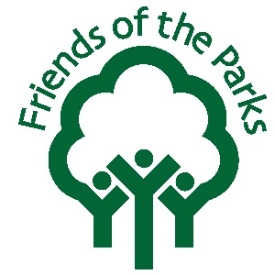 Friends of the Parks